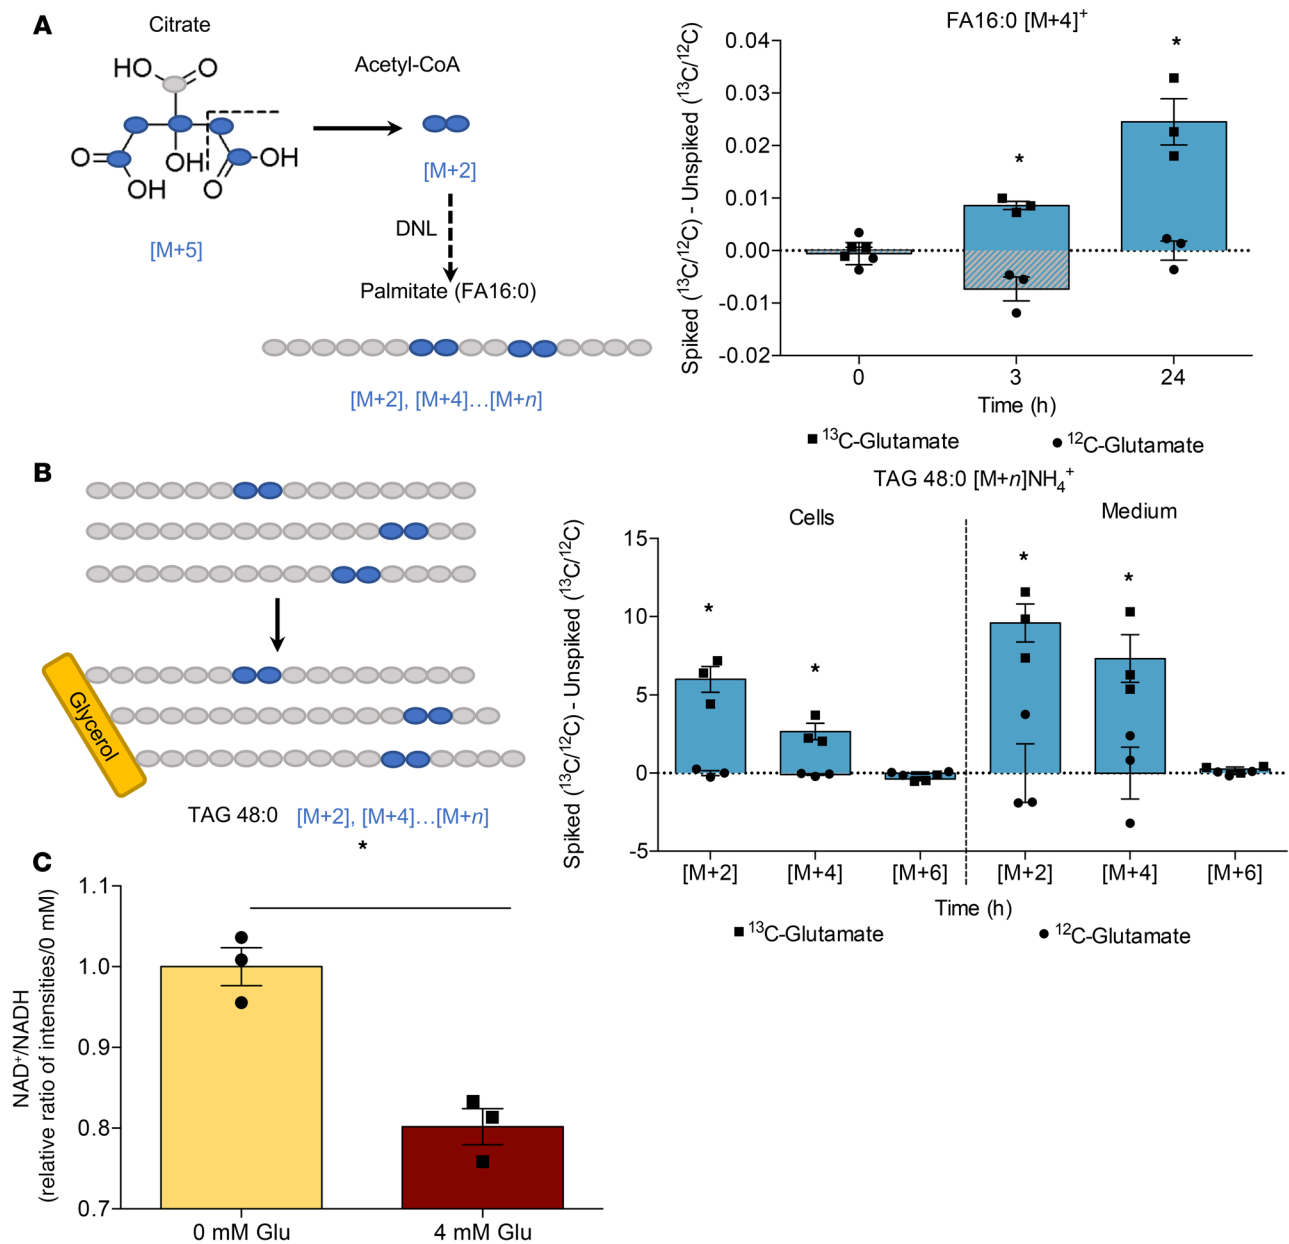 A
Citrate
HO
O
O
OH
OH
O
OH
[M+5]
Acetyl-CoA
[M+2]
DNL
Palmitate (FA16:0)
[M+2], [M+4]…[M+n]
FA16:0 [M+4]⁺
Spiked (¹³C/¹²C) - Unspiked (¹³C/¹²C)
0.04
0.03
0.02
0.01
0.00
-0.01
-0.02
*
*
0
3
24
Time (h)
¹³C-Glutamate
¹²C-Glutamate
B
Glycerol
TAG 48:0 [M+2], [M+4]…[M+n]
TAG 48:0 [M+n]NH₄⁺
Cells
Medium
Spiked (¹³C/¹²C) - Unspiked (¹³C/¹²C)
15
10
5
0
-5
*
*
*
*
[M+2]
[M+4]
[M+6]
[M+2]
[M+4]
[M+6]
Time (h)
¹³C-Glutamate
¹²C-Glutamate
C
*
NAD⁺/NADH
(relative ratio of intensities/0 mM)
1.1
1.0
0.9
0.8
0.7
0 mM Glu
4 mM Glu